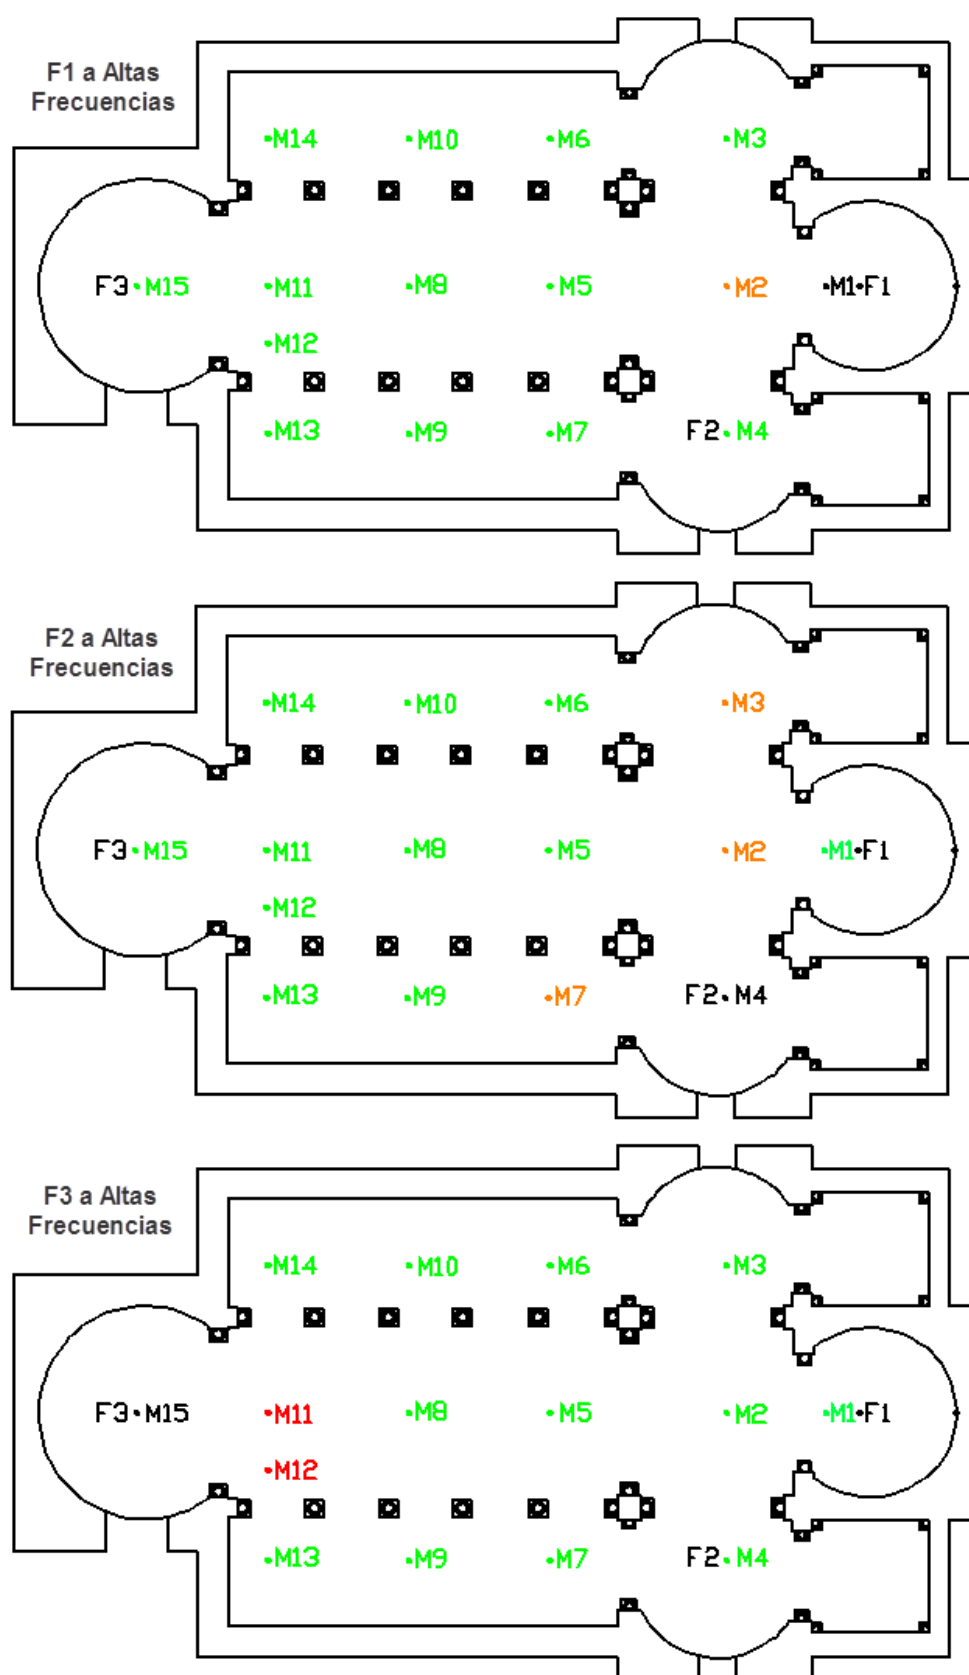 F1 a Altas
Frecuencias
M14 M10 M6 M3
F3 M15 M11 M8 M5 M2 M1 F1
M12
M13 M9 M7 F2 M4
F2 a Altas
Frecuencias
M14 M10 M6 M3
F3 M15 M11 M8 M5 M2 M1 F1
M12
M13 M9 M7 F2 M4
F3 a Altas
Frecuencias
M14 M10 M6 M3
F3 M15 M11 M8 M5 M2 M1 F1
M12
M13 M9 M7 F2 M4